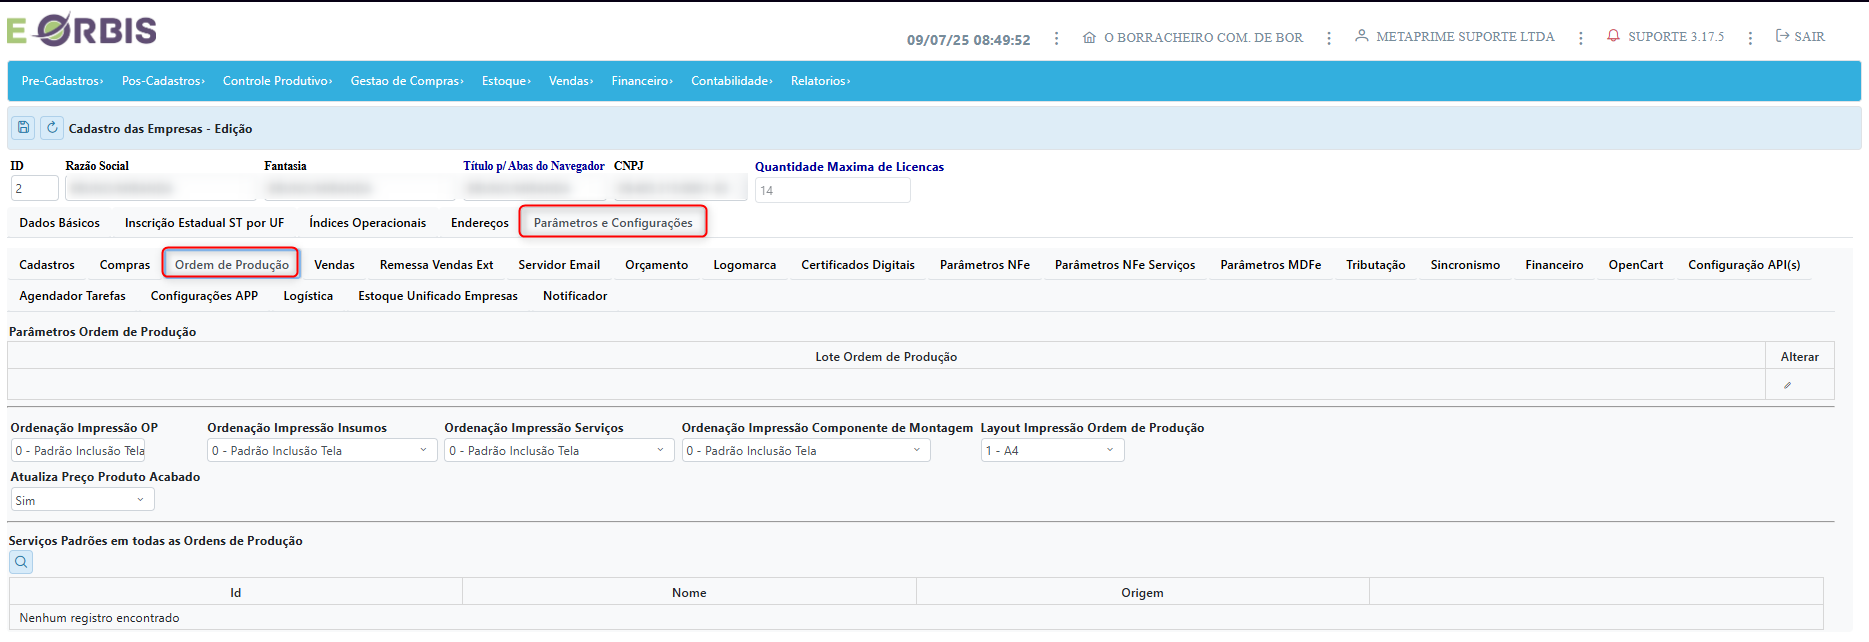 E ORBIS
09/07/25 08:49:52 O BORRACHEIRO COM. DE BOR METAPRIME SUPORTE LTDA SUPORTE 3.17.5 SAIR
Pre-Cadastros› Pos-Cadastros› Controle Produtivo› Gestao de Compras› Estoque› Vendas› Financeiro› Contabilidade› Relatorios›
Cadastro das Empresas - Edição
ID Razão Social Fantasia Título p/ Abas do Navegador CNPJ Quantidade Maxima de Licencas
2 14
Dados Básicos Inscrição Estadual ST por UF Índices Operacionais Endereços Parâmetros e Configurações
Cadastros Compras Ordem de Produção Vendas Remessa Vendas Ext Servidor Email Orçamento Logomarca Certificados Digitais Parâmetros NFe Parâmetros NFe Serviços Parâmetros MDFe Tributação Sincronismo Financeiro OpenCart Configuração API(s)
Agendador Tarefas Configurações APP Logística Estoque Unificado Empresas Notificador
Parâmetros Ordem de Produção
Lote Ordem de Produção Alterar
Ordenação Impressão OP Ordenação Impressão Insumos Ordenação Impressão Serviços Ordenação Impressão Componente de Montagem Layout Impressão Ordem de Produção
0 - Padrão Inclusão Tela 0 - Padrão Inclusão Tela 0 - Padrão Inclusão Tela 0 - Padrão Inclusão Tela 1 - A4
Atualiza Preço Produto Acabado
Sim
Serviços Padrões em todas as Ordens de Produção
Id Nome Origem
Nenhum registro encontrado